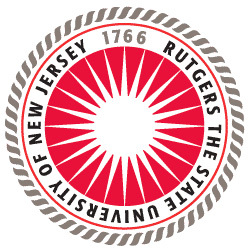 1766
RUTGERS THE STATE UNIVERSITY OF NEW JERSEY